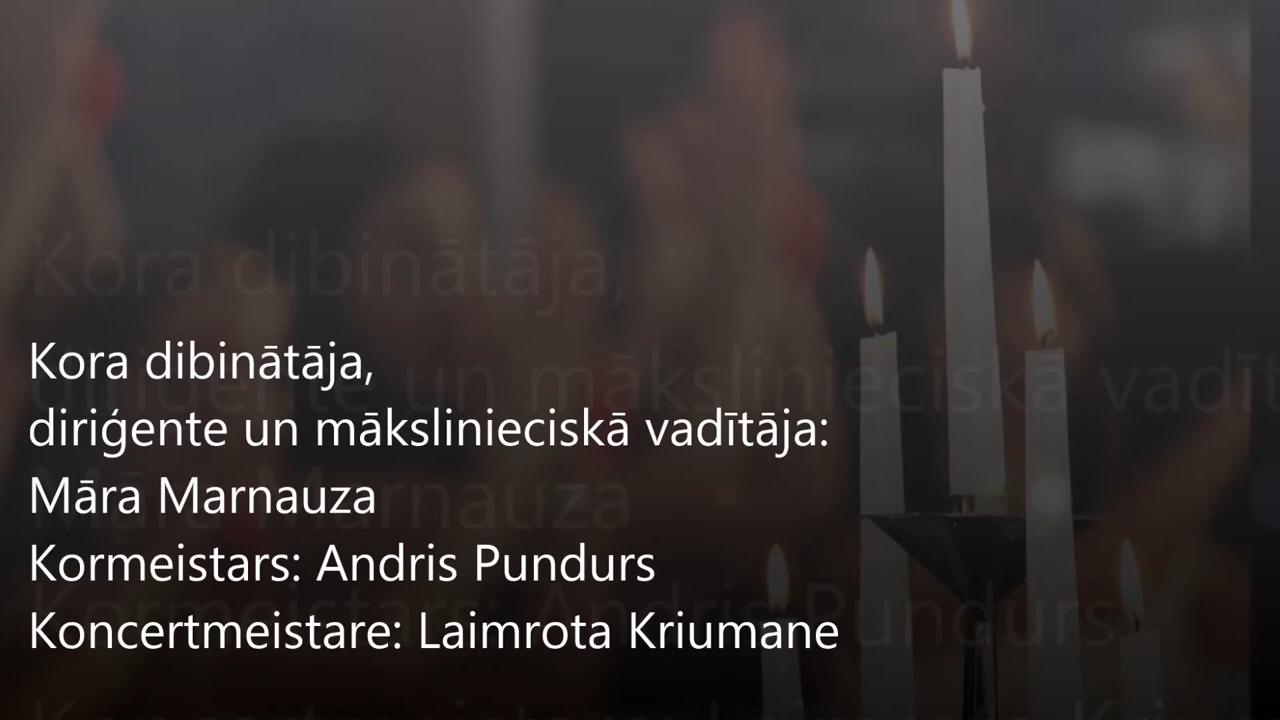 Kora dibinātāja,
diriģente un mākslinieciskā vadītāja:
Māra Marnauza
Kormeistars: Andris Pundurs
Koncertmeistare: Laimrota Kriumane